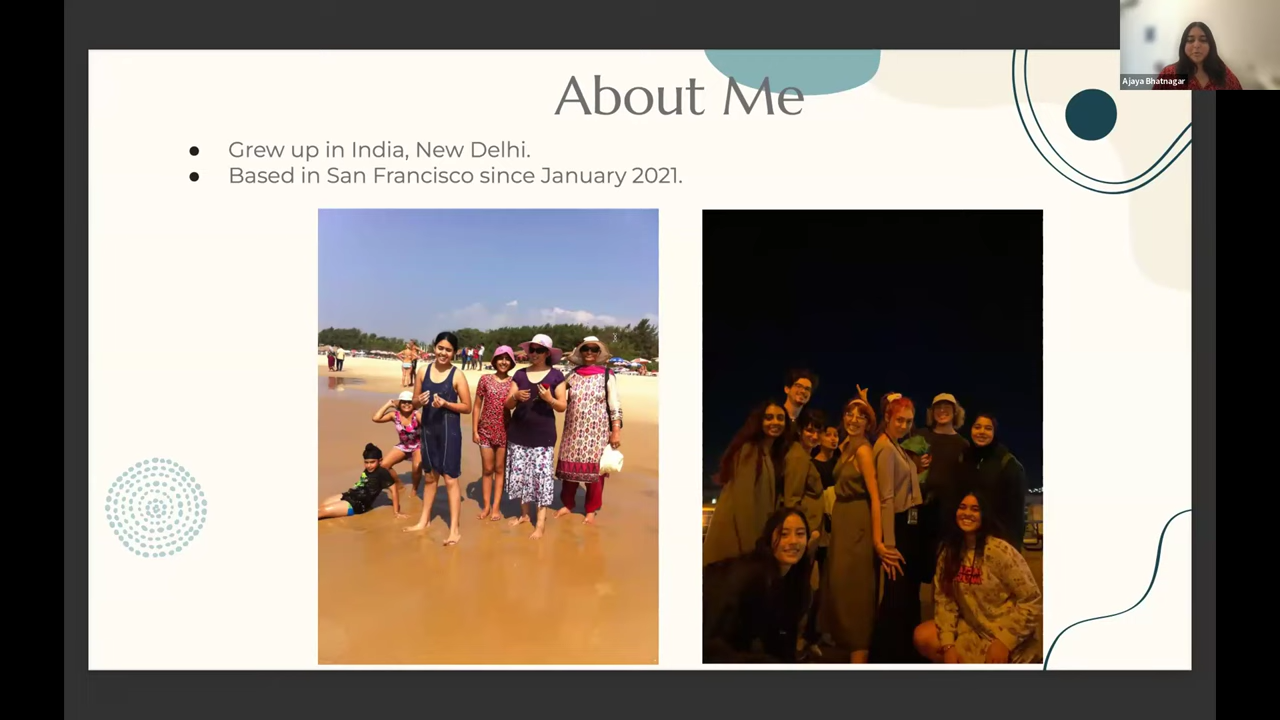 About Me
● Grew up in India, New Delhi.
● Based in San Francisco since January 2021.
Ajaya Bhatnagar